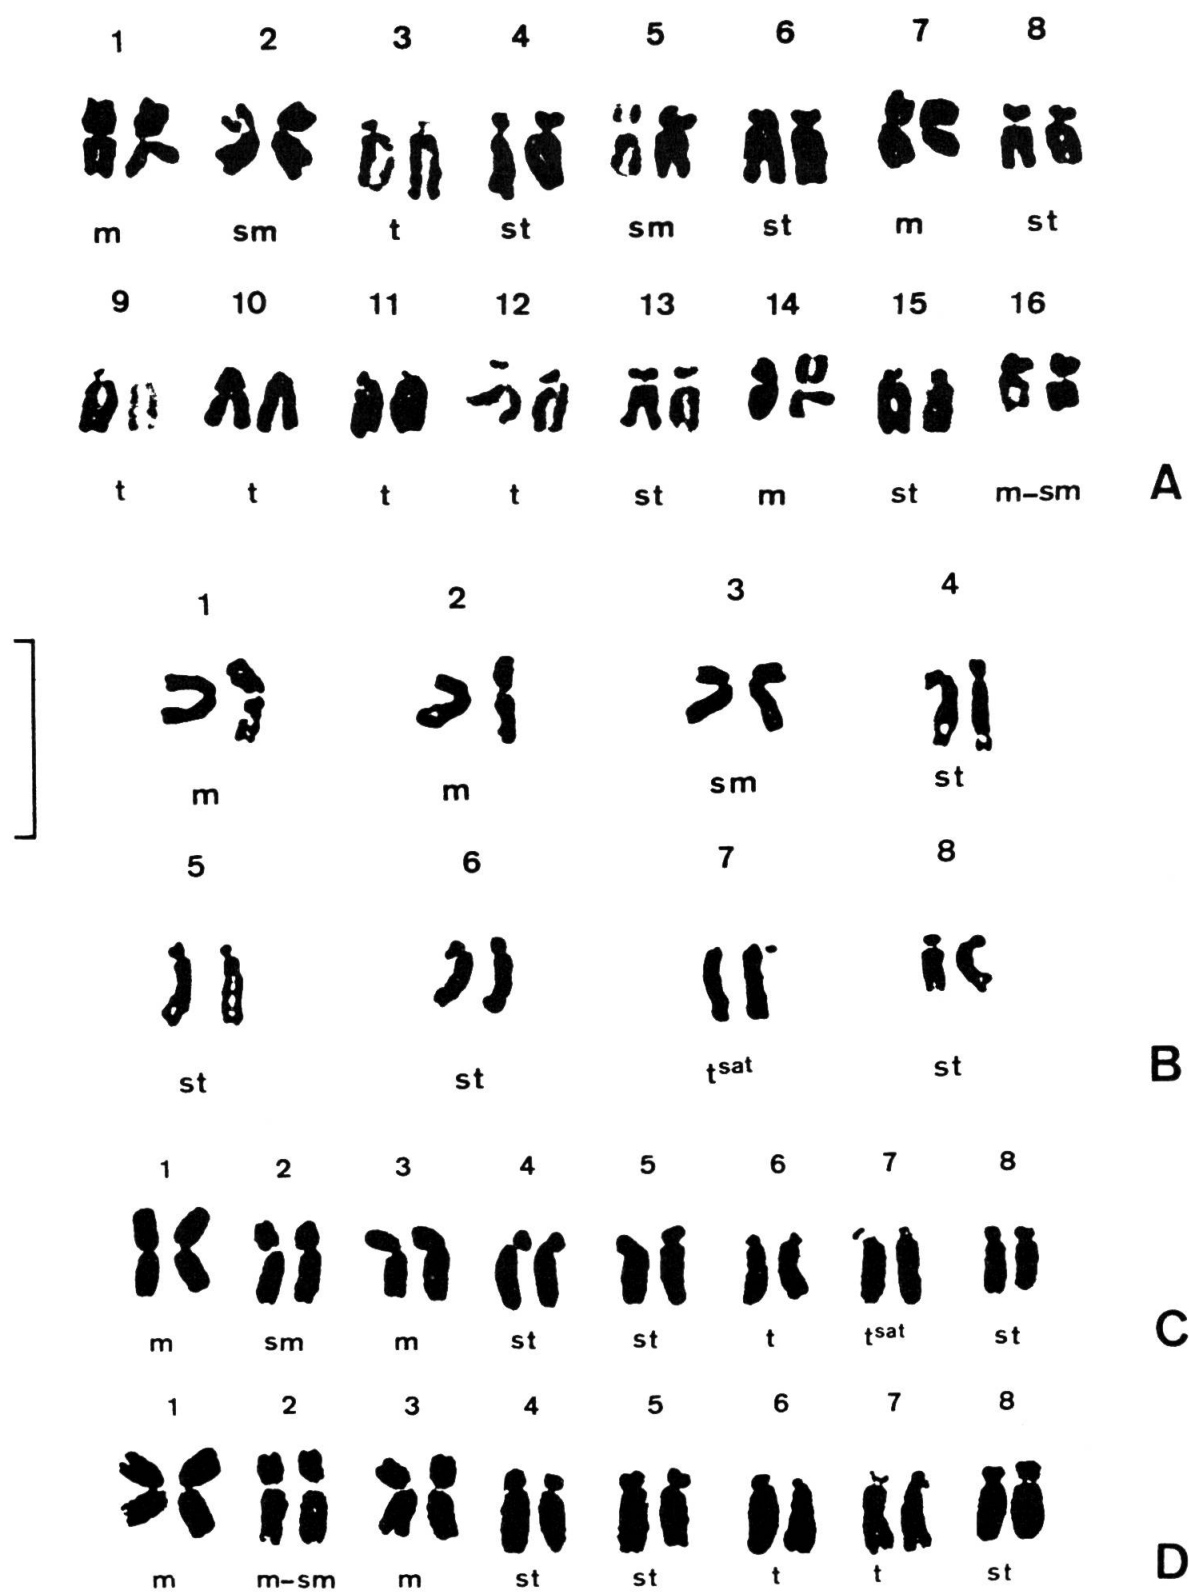 1 2 3 4 5 6 7 8
m sm t st sm st m st
9 10 11 12 13 14 15 16
t t t t st m st m-sm
A
1 2 3 4
m m sm st
5 6 7 8
st st tsat st
B
1 2 3 4 5 6 7 8
m sm m st st t tsat st
C
1 2 3 4 5 6 7 8
m m-sm m st st t t st
D